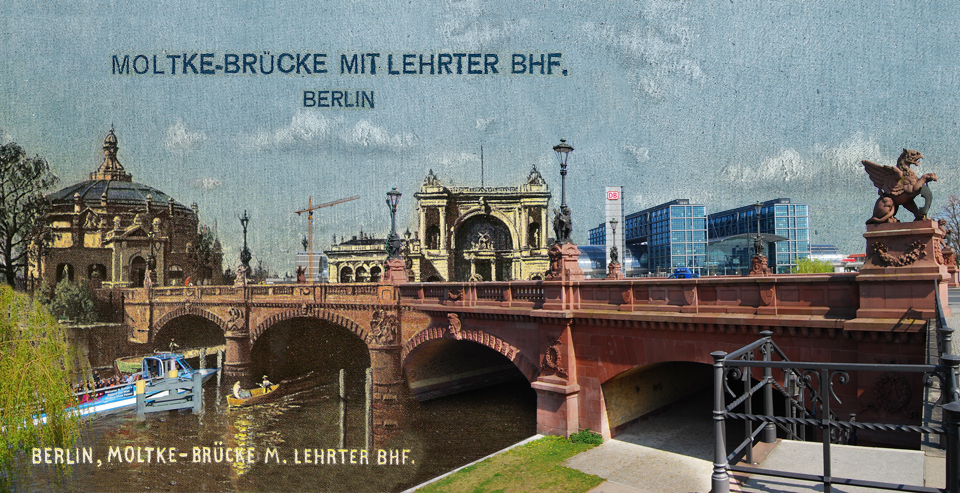 MOLTKE-BRÜCKE MIT LEHRTER BHF.
BERLIN
DB
BERLIN, MOLTKE-BRÜCKE M. LEHRTER BHF.